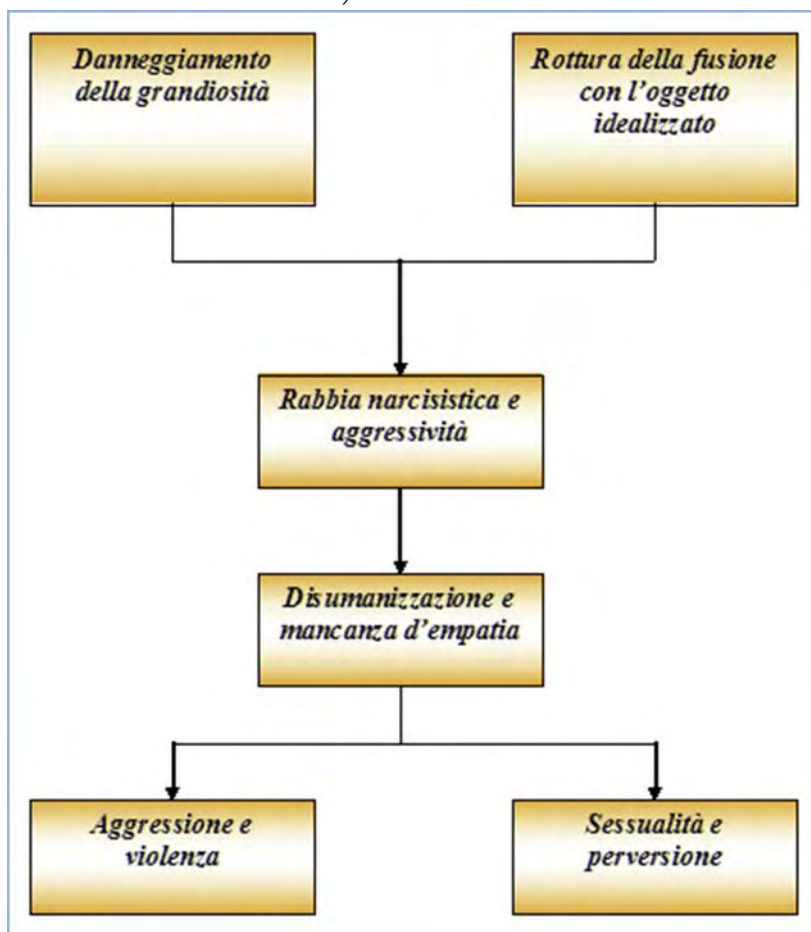 Danneggiamento
della grandiosità
Rottura della fusione
con l'oggetto
idealizzato
Rabbia narcisistica e
aggressività
Disumanizzazione e
mancanza d'empatia
Aggressione e
violenza
Sessualità e
perversione